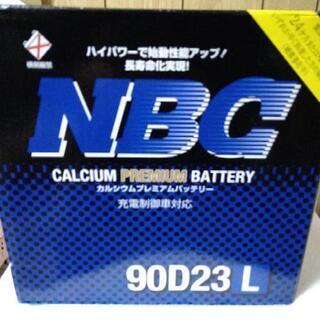 ハイパワーで始動性能アップ!
長寿命化実現!
NBC
CALCIUM PREMIUM BATTERY
カルシウムプレミアムバッテリー
充電制御車対応
90D23 L